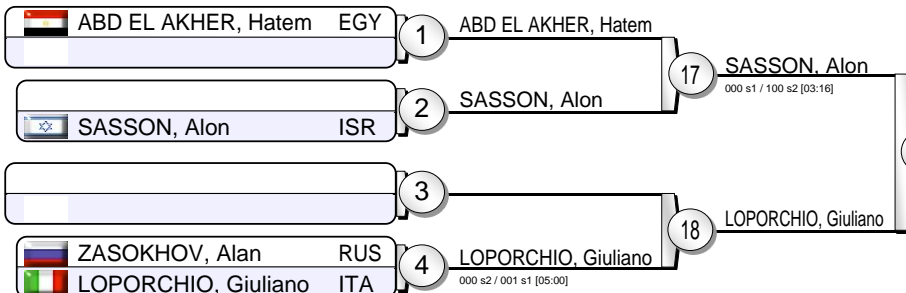 ABD EL AKHER, Hatem EGY
1
ABD EL AKHER, Hatem
17
SASSON, Alon
000 s1 / 100 s2 [03:16]
2
SASSON, Alon
SASSON, Alon ISR
3
18
LOPORCHIO, Giuliano
ZASOKHOV, Alan RUS
4
LOPORCHIO, Giuliano
000 s2 / 001 s1 [05:00]
LOPORCHIO, Giuliano ITA